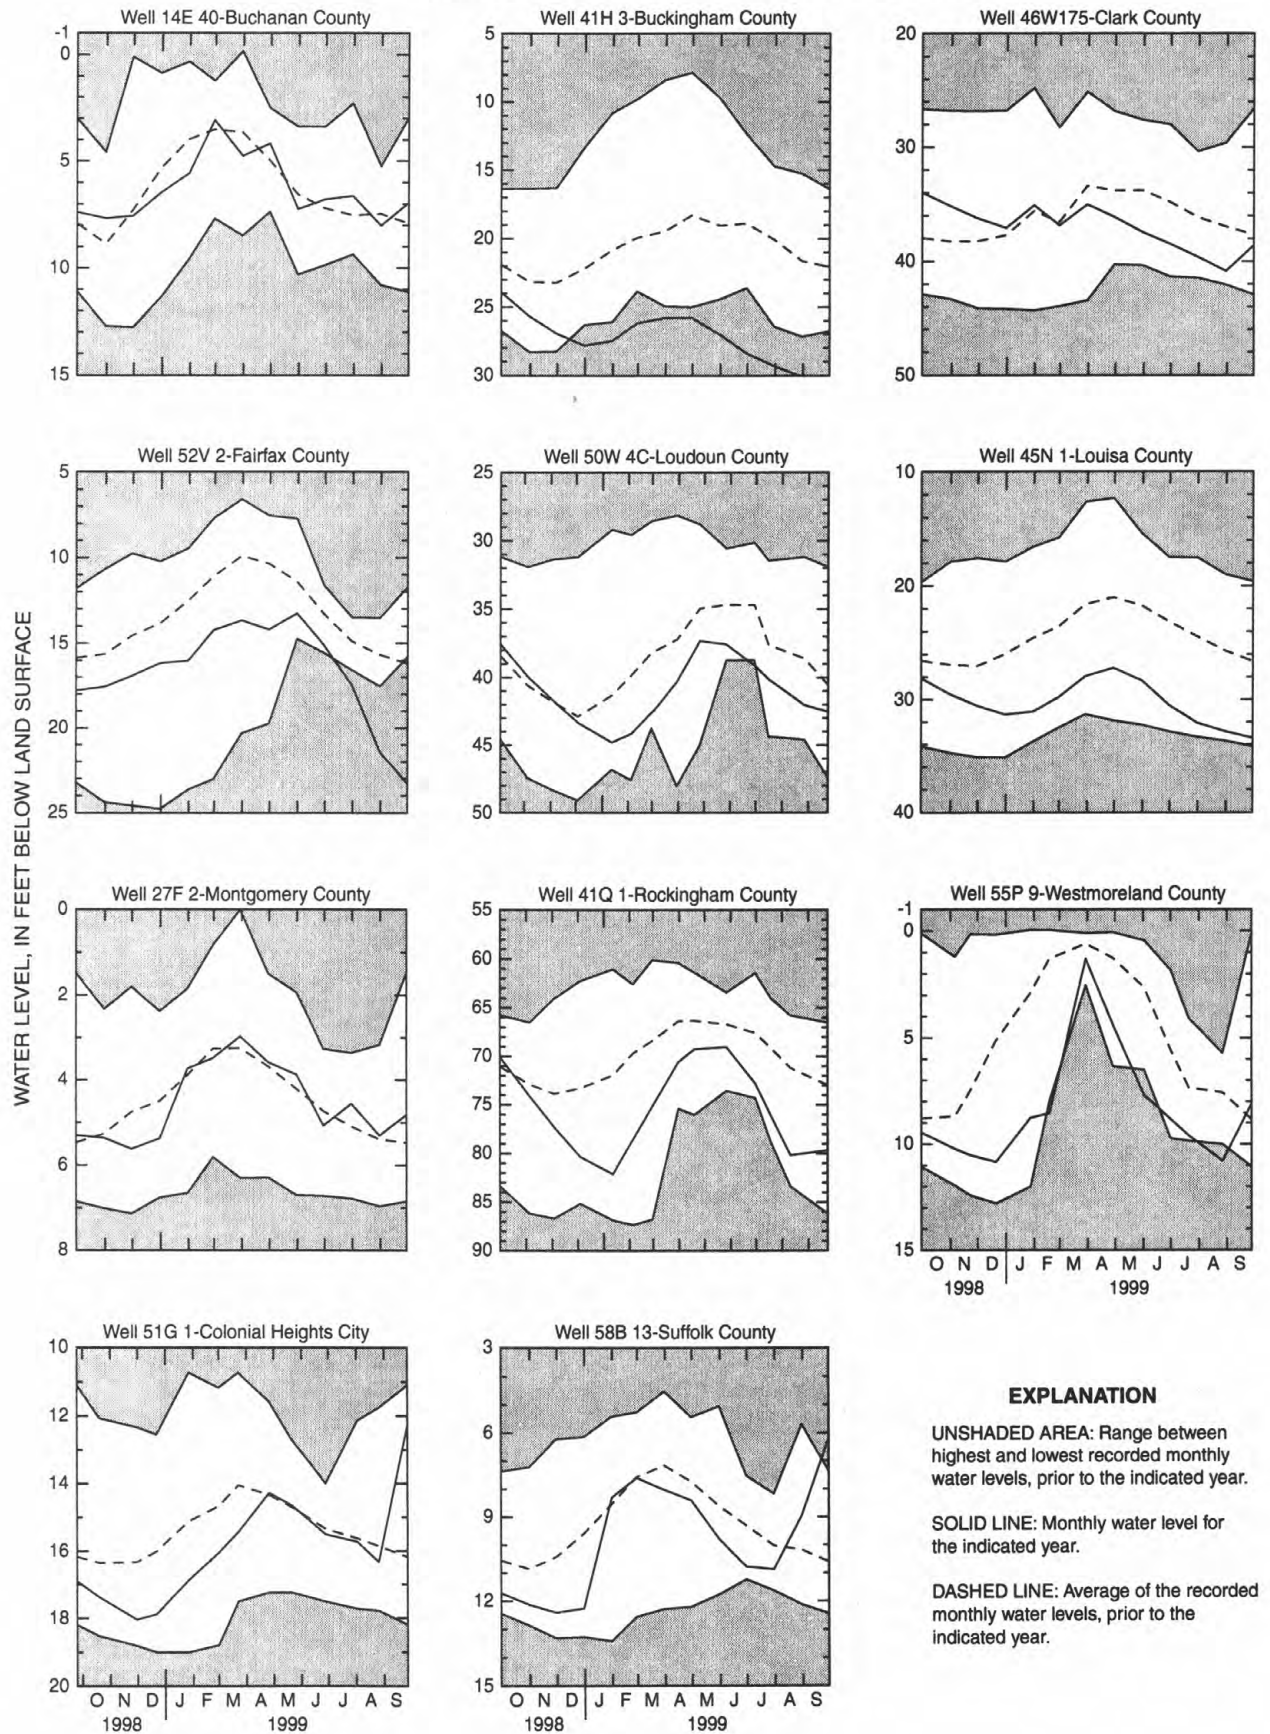 WATER LEVEL, IN FEET BELOW LAND SURFACE
Well 14E 40-Buchanan County
-1
0
5
10
15
Well 41H 3-Buckingham County
5
10
15
20
25
30
Well 46W175-Clark County
20
30
40
50
Well 52V 2-Fairfax County
5
10
15
20
25
Well 50W 4C-Loudoun County
25
30
35
40
45
50
Well 45N 1-Louisa County
10
20
30
40
Well 27F 2-Montgomery County
0
2
4
6
8
Well 41Q 1-Rockingham County
55
60
65
70
75
80
85
90
Well 55P 9-Westmoreland County
-1
0
5
10
15
O N D J F M A M J J A S
1998 1999
Well 51G 1-Colonial Heights City
10
12
14
16
18
20
O N D J F M A M J J A S
1998 1999
Well 58B 13-Suffolk County
3
6
9
12
15
O N D J F M A M J J A S
1998 1999
EXPLANATION
UNSHADED AREA: Range between
highest and lowest recorded monthly
water levels, prior to the indicated year.
SOLID LINE: Monthly water level for
the indicated year.
DASHED LINE: Average of the recorded
monthly water levels, prior to the
indicated year.